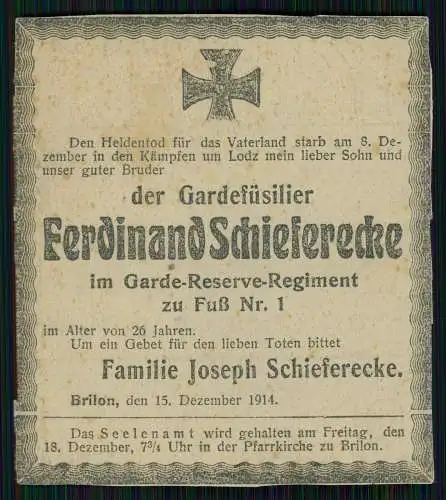 Den Heldentod für das Vaterland starb am 8. De-
zember in den Kämpfen um Lodz mein lieber Sohn und
unser guter Bruder
der Gardefüsilier
Ferdinand Schieferecke
im Garde-Reserve-Regiment
zu Fuß Nr. 1
im Alter von 26 Jahren.
Um ein Gebet für den lieben Toten bittet
Familie Joseph Schieferecke.
Brilon, den 15. Dezember 1914.
Das Seelenamt wird gehalten am Freitag, den
18. Dezember, 7¾ Uhr in der Pfarrkirche zu Brilon.